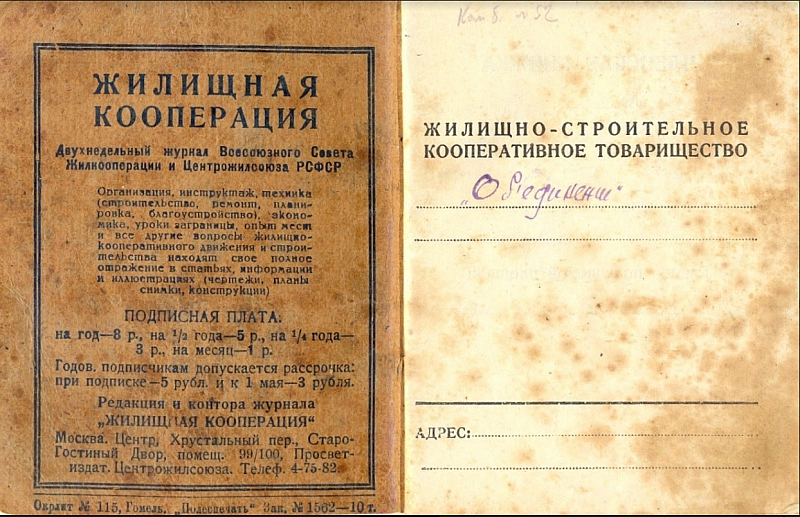 ЖИЛИЩНАЯ
КООПЕРАЦИЯ
Двухнедельный журнал Всесоюзного Совета
Жилкооперации и Центрожилсоюза РСФСР
Организация, инструктаж, техника
(строительство, ремонт, плани-
ровка, благоустройство), эконо-
мика, уроки заграницы, опыт мест
и все другие вопросы жилищно-
кооперативного движения и строи-
тельства находят свое полное
отражение в статьях, информации
и иллюстрациях (чертежи, планы
снимки, конструкции)
ПОДПИСНАЯ ПЛАТА:
на год—8 р., на 1/2 года—5 р., на 1/4 года—
3 р., на месяц—1 р.
Годов. подписчикам допускается рассрочка:
при подписке—5 рубл. и к 1 мая—3 рубля.
Редакция и контора журнала
„ЖИЛИЩНАЯ КООПЕРАЦИЯ“
Москва. Центр, Хрустальный пер., Старо-
Гостиный Двор, помещ. 99/100, Просвет-
издат. Центрожилсоюза. Телеф. 4-75-82.
Окрлит № 115, Гомель, „Полеспечать“ Зак. № 1562—10 т.
№ 52
ЖИЛИЩНО-СТРОИТЕЛЬНОЕ
КООПЕРАТИВНОЕ ТОВАРИЩЕСТВО
АДРЕС: